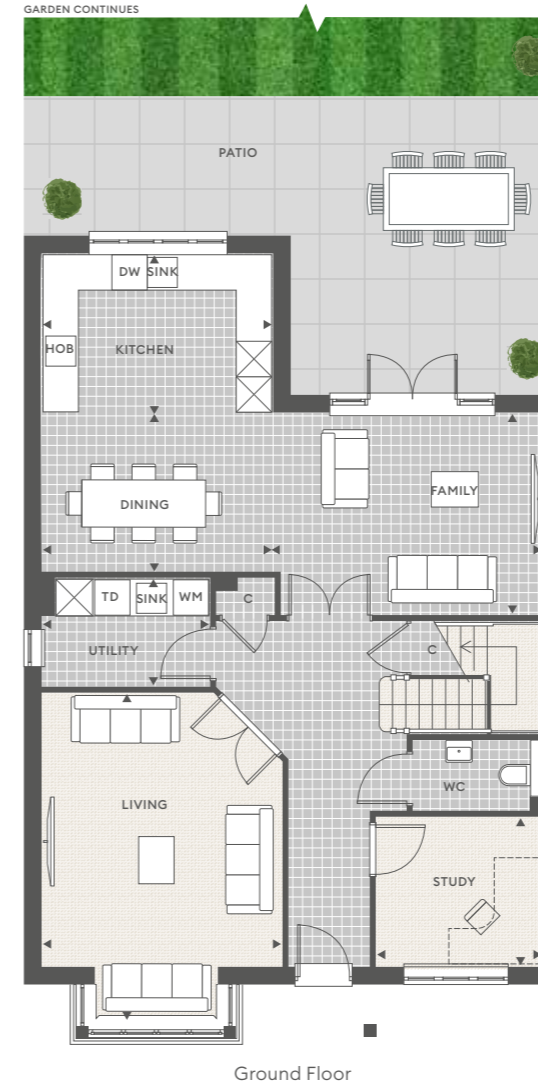 GARDEN CONTINUES
PATIO
DW SINK
HOB
KITCHEN
FAMILY
DINING
TD SINK WM
C
UTILITY
C
WC
LIVING
STUDY
Ground Floor